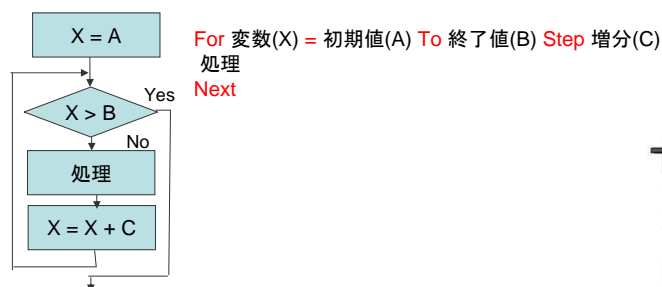 X = A
X > B
Yes
No
処理
X = X + C
For 変数(X) = 初期値(A) To 終了値(B) Step 増分(C)
処理
Next